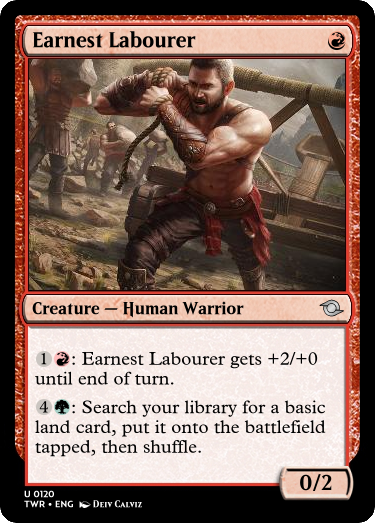 Earnest Labourer
Creature — Human Warrior
1 : Earnest Labourer gets +2/+0
until end of turn.
4 : Search your library for a basic
land card, put it onto the battlefield
tapped, then shuffle.
0/2
U 0120
TWR • ENG Deiv Calviz